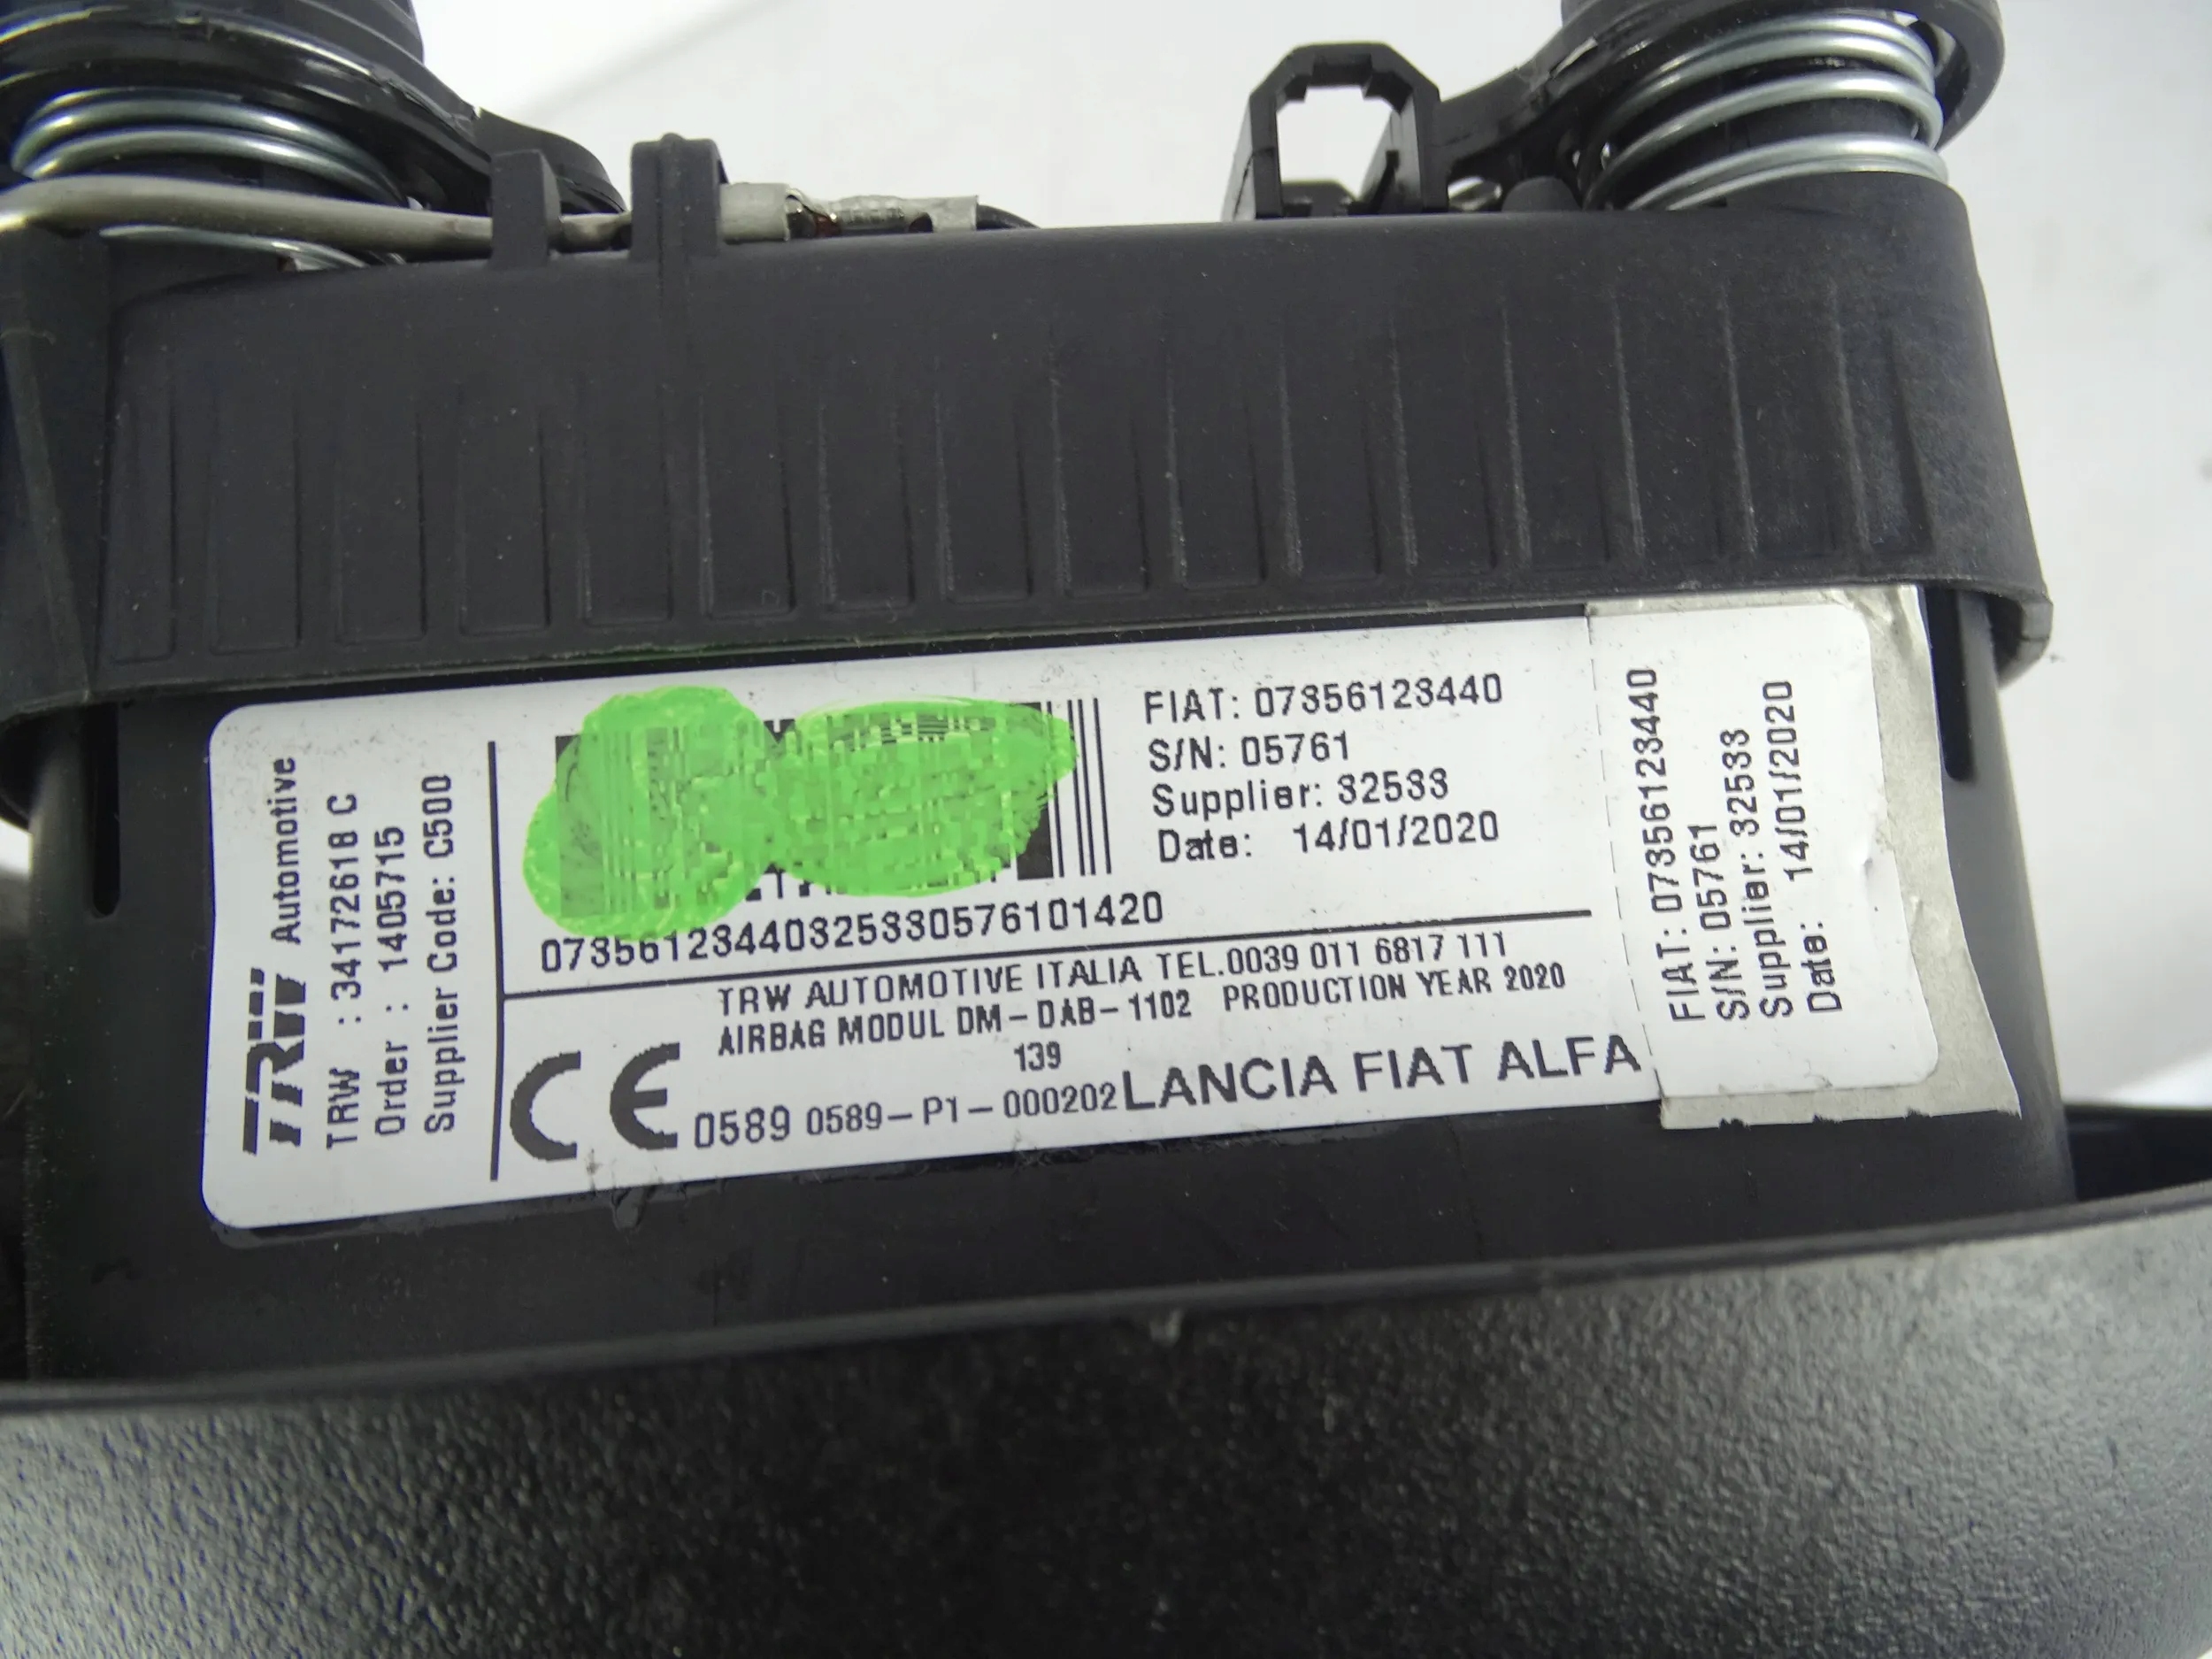 TRW Automotive
TRW : 34172618 C
Order : 1405715
Supplier Code: C500
FIAT: 07356123440
S/N: 05761
Supplier: 32533
Date: 14/01/2020
07356123440325330576101420
TRW AUTOMOTIVE ITALIA TEL.0039 011 6817 111
AIRBAG MODUL DM-DAB-1102 PRODUCTION YEAR 2020
139
CE 0589 0589-P1-000202 LANCIA FIAT ALFA
FIAT: 07356123440
S/N: 05761
Supplier: 32533
Date: 14/01/2020